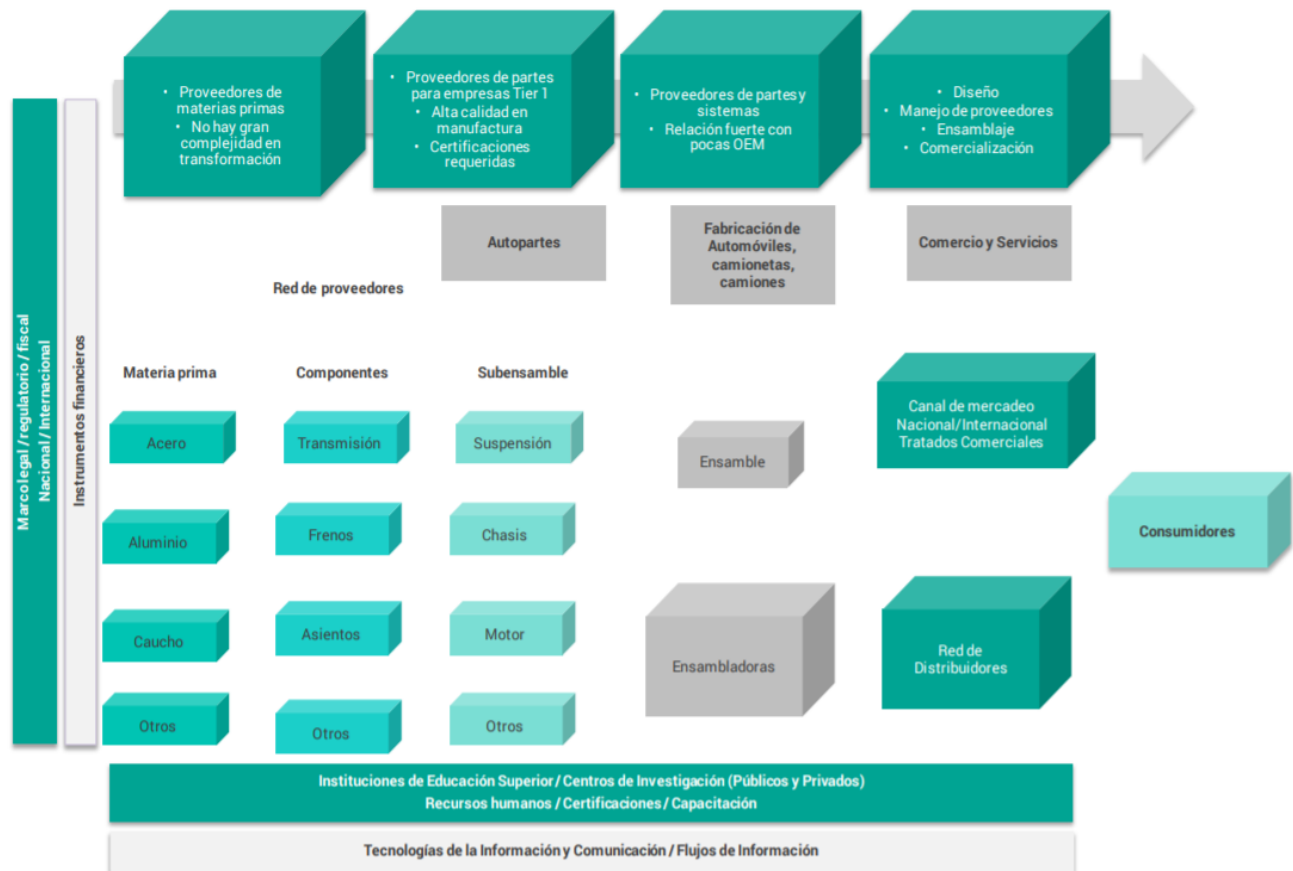 • Proveedores de
materias primas
• No hay gran
complejidad en
transformación
• Proveedores de partes
para empresas Tier 1
• Alta calidad en
manufactura
• Certificaciones
requeridas
• Proveedores de partes y
sistemas
• Relación fuerte con
pocas OEM
• Diseño
• Manejo de proveedores
• Ensamblaje
• Comercialización
Autopartes
Fabricación de
Automóviles,
camionetas,
camiones
Comercio y Servicios
Red de proveedores
Marco legal / regulatorio / fiscal
Nacional / Internacional
Instrumentos financieros
Materia prima
Componentes
Subensamble
Acero
Transmisión
Suspensión
Ensamble
Canal de mercadeo
Nacional/Internacional
Tratados Comerciales
Aluminio
Frenos
Chasis
Consumidores
Caucho
Asientos
Motor
Ensambladoras
Red de
Distribuidores
Otros
Otros
Otros
Instituciones de Educación Superior / Centros de Investigación (Públicos y Privados)
Recursos humanos / Certificaciones / Capacitación
Tecnologías de la Información y Comunicación / Flujos de Información